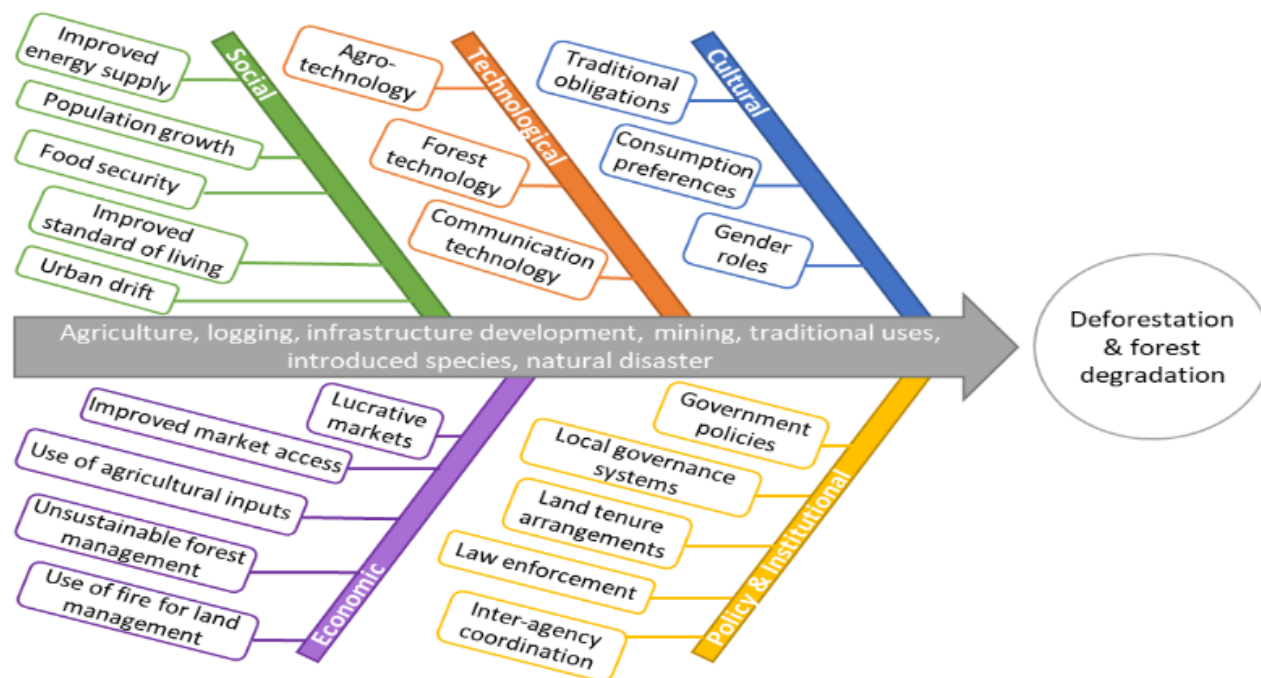 Improved
energy supply
Population growth
Food security
Improved
standard of living
Urban drift
Social
Agro-
technology
Forest
technology
Communication
technology
Technological
Traditional
obligations
Consumption
preferences
Gender
roles
Cultural
Agriculture, logging, infrastructure development, mining, traditional uses,
introduced species, natural disaster
Deforestation
& forest
degradation
Lucrative
markets
Improved market access
Use of agricultural inputs
Unsustainable forest
management
Use of fire for land
management
Economic
Government
policies
Local governance
systems
Land tenure
arrangements
Law enforcement
Inter-agency
coordination
Policy & Institutional